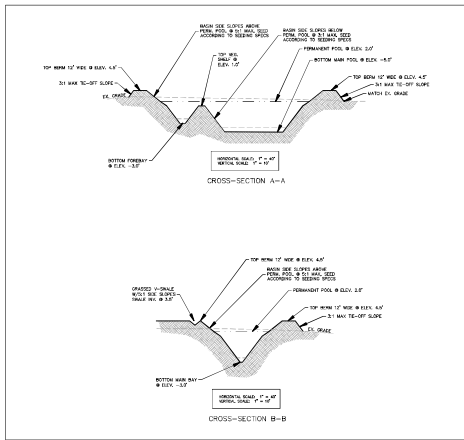 BASIN SIDE SLOPES ABOVE
PERM. POOL @ 5:1 MAX. SEED
ACCORDING TO SEEDING SPECS
BASIN SIDE SLOPES BELOW
PERM. POOL @ 3:1 MAX. SEED
ACCORDING TO SEEDING SPECS
TOP VEG.
SHELF @
ELEV. 1.0'
PERMANENT POOL @ ELEV. 2.0'
BOTTOM MAIN POOL @ ELEV. -5.0'
TOP BERM 12' WIDE @ ELEV. 4.5'
3:1 MAX TIE-OFF SLOPE
EX. GRADE
TOP BERM 12' WIDE @ ELEV. 4.5'
3:1 MAX TIE-OFF SLOPE
MATCH EX. GRADE
BOTTOM FOREBAY
@ ELEV. -3.0'
HORIZONTAL SCALE: 1" = 40'
VERTICAL SCALE: 1" = 10'
CROSS-SECTION A-A
TOP BERM 12' WIDE @ ELEV. 4.5'
BASIN SIDE SLOPES ABOVE
PERM. POOL @ 5:1 MAX. SEED
ACCORDING TO SEEDING SPECS
GRASSED V-SWALE
W/5:1 SIDE SLOPES
SWALE INV. @ 3.5'
PERMANENT POOL @ ELEV. 2.0'
TOP BERM 12' WIDE @ ELEV. 4.5'
3:1 MAX TIE-OFF SLOPE
EX. GRADE
BOTTOM MAIN BAY
@ ELEV. -3.0'
HORIZONTAL SCALE: 1" = 40'
VERTICAL SCALE: 1" = 10'
CROSS-SECTION B-B